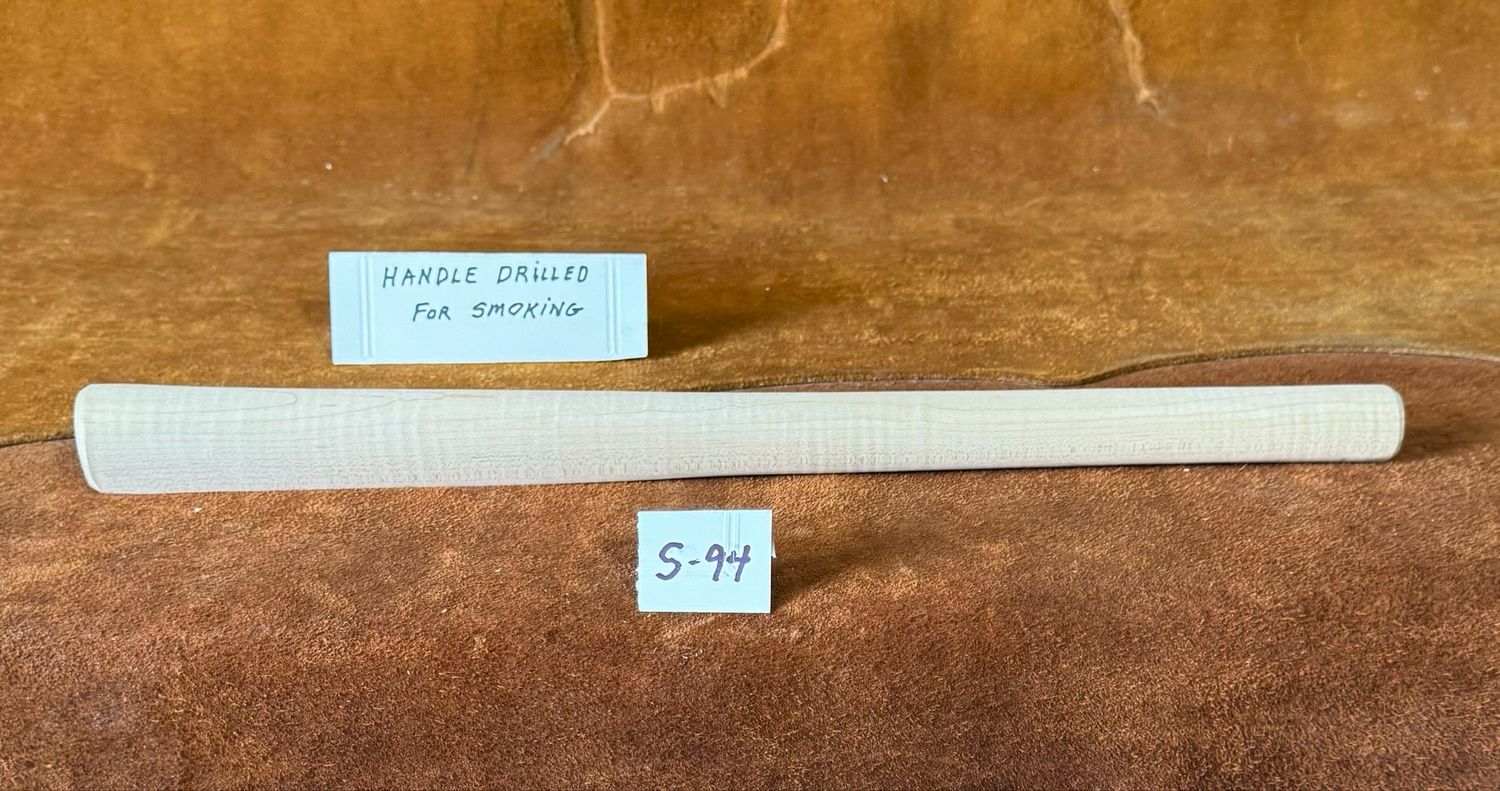 HANDLE DRiLLED
FOR SMOKiNG
S-94